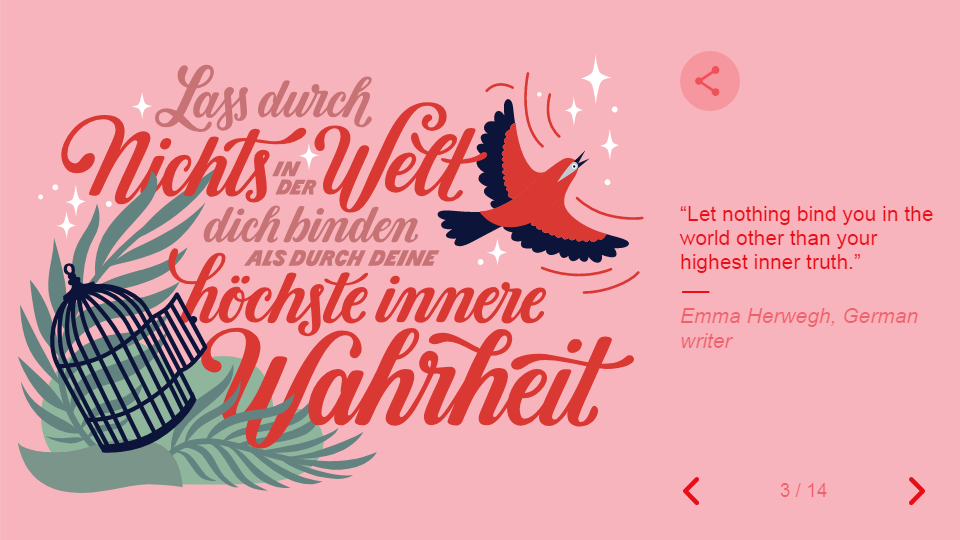 Lass durch
Nichts IN DER Welt
dich binden
ALS DURCH DEINE
höchste innere
Wahrheit
“Let nothing bind you in the
world other than your
highest inner truth.”
Emma Herwegh, German
writer
3 / 14